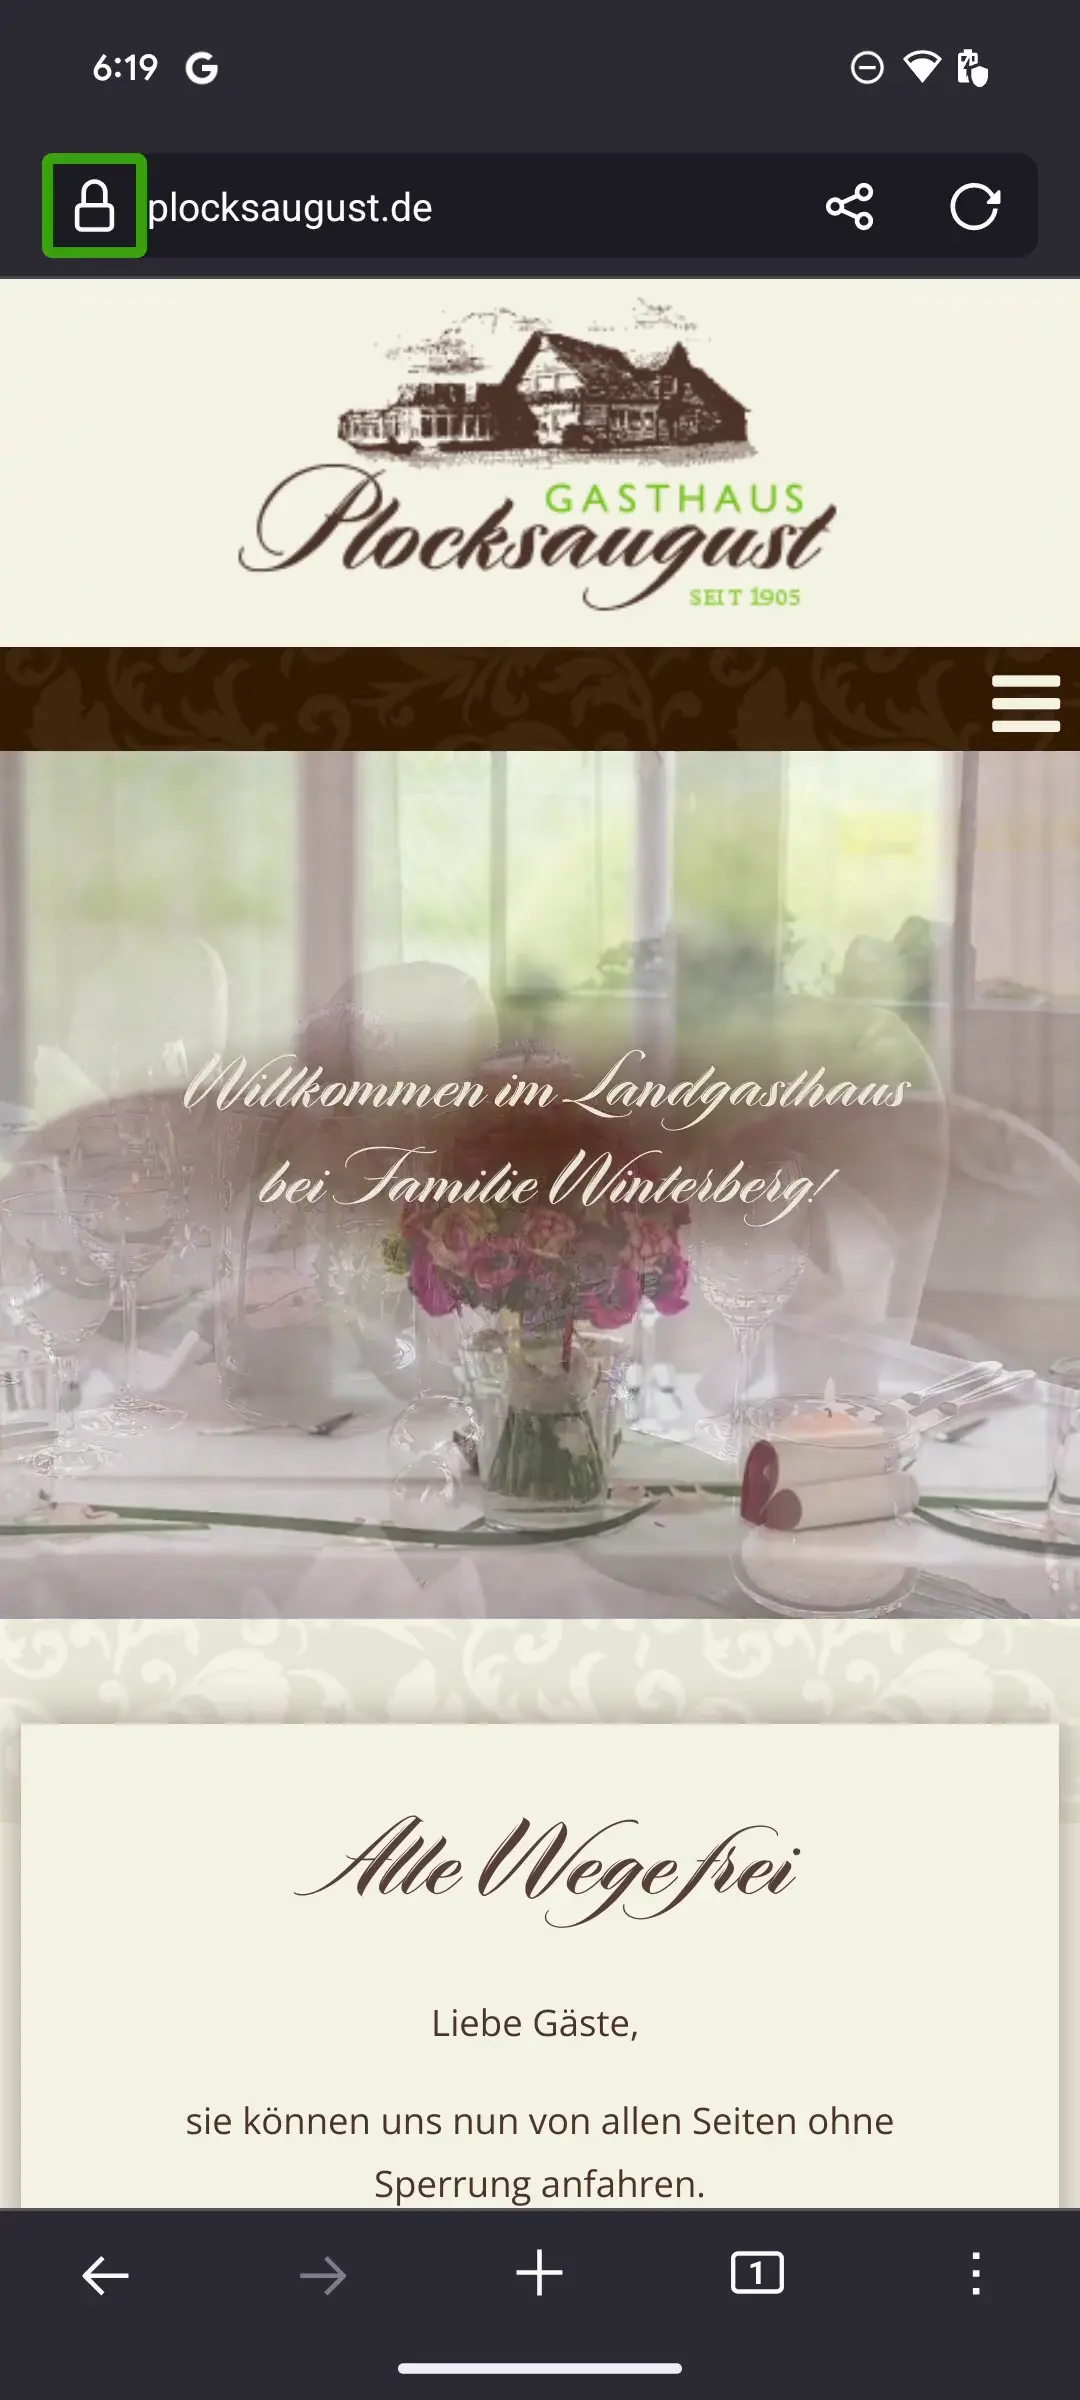 6:19
plocksaugust.de
GASTHAUS
Plocksaugust
SEIT 1905
Willkommen im Landgasthaus
bei Familie Winterberg!
Alle Wege frei
Liebe Gäste,
sie können uns nun von allen Seiten ohne
Sperrung anfahren.
1